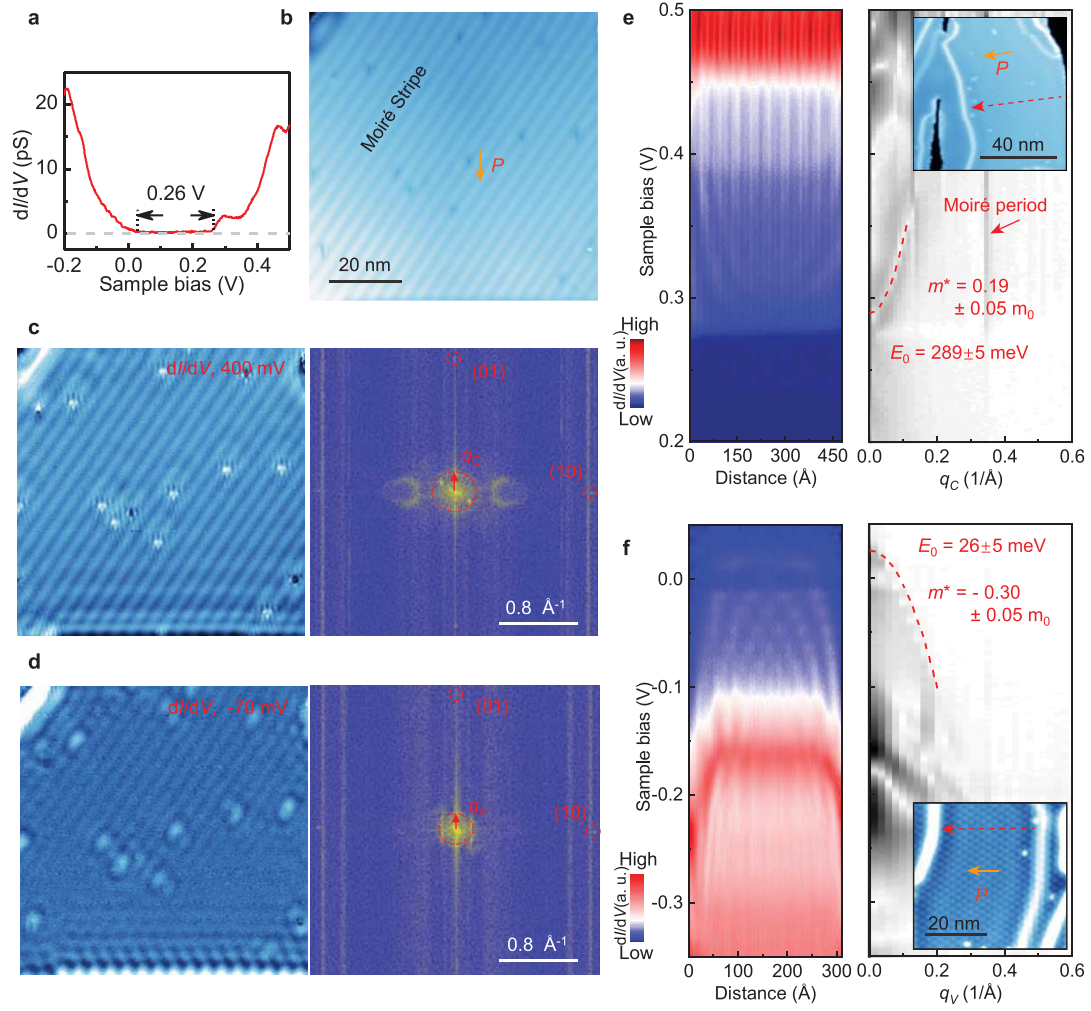 a
dI/dV (pS)
20
10
0
0.26 V
-0.2
0.0
0.2
0.4
Sample bias (V)
b
Moiré Stripe
P
20 nm
c
dI/dV, 400 mV
(01)
qC
(10)
0.8 Å-1
d
dI/dV, -70 mV
(01)
qV
(10)
0.8 Å-1
e
0.5
0.4
0.3
0.2
Sample bias (V)
High
dI/dV(a. u.)
Low
0
150
300
450
Distance (Å)
P
40 nm
Moiré period
m* = 0.19
± 0.05 m0
E0 = 289±5 meV
0.0
0.2
0.4
0.6
qC (1/Å)
f
0.0
-0.1
-0.2
-0.3
Sample bias (V)
High
dI/dV(a. u.)
Low
0
100
200
300
Distance (Å)
E0 = 26±5 meV
m* = - 0.30
± 0.05 m0
P
20 nm
0.0
0.2
0.4
0.6
qV (1/Å)